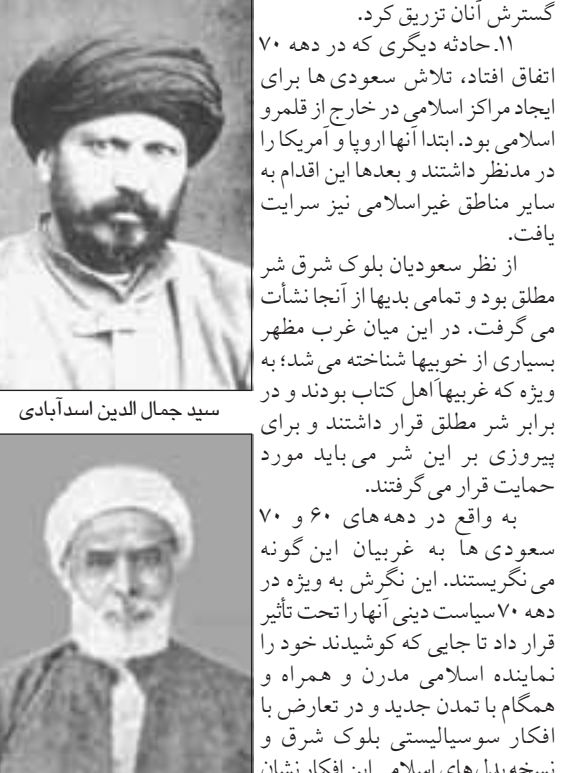 گسترش آنان تزریق کرد.
۱۱. حادثه دیگری که در دهه ۷۰
اتفاق افتاد، تلاش سعودی ها برای
ایجاد مراکز اسلامی در خارج از قلمرو
اسلامی بود. ابتدا آنها اروپا و آمریکا را
در مدنظر داشتند و بعدها این اقدام به
سایر مناطق غیراسلامی نیز سرایت
یافت.
از نظر سعودیان بلوک شرق شر
مطلق بود و تمامی بدیها از آنجا نشأت
می گرفت. در این میان غرب مظهر
بسیاری از خوبیها شناخته می شد؛ به
ویژه که غربیها اهل کتاب بودند و در
برابر شر مطلق قرار داشتند و برای
پیروزی بر این شر می باید مورد
حمایت قرار می گرفتند.
به واقع در دهه های ۶۰ و ۷۰
سعودی ها به غربیان این گونه
می نگریستند. این نگرش به ویژه در
دهه ۷۰ سیاست دینی آنها را تحت تأثیر
قرار داد تا جایی که کوشیدند خود را
نماینده اسلامی مدرن و همراه و
همگام با تمدن جدید و در تعارض با
افکار سوسیالیستی بلوک شرق و
نسخه بدل های اسلامی این افکار نشان
سید جمال الدین اسدآبادی